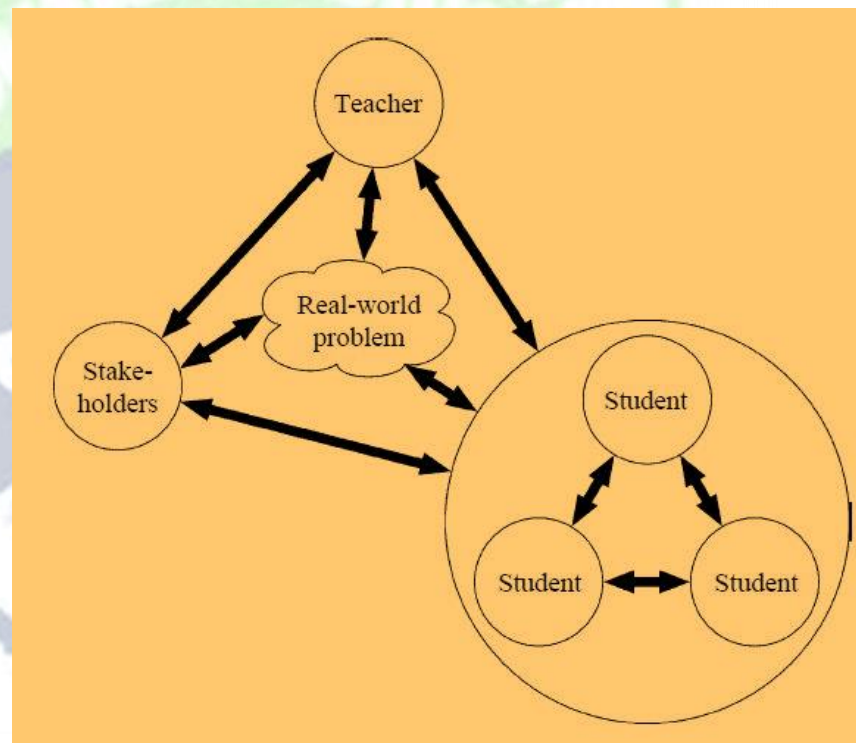 Teacher
Real-world
problem
Stake-
holders
Student
Student
Student